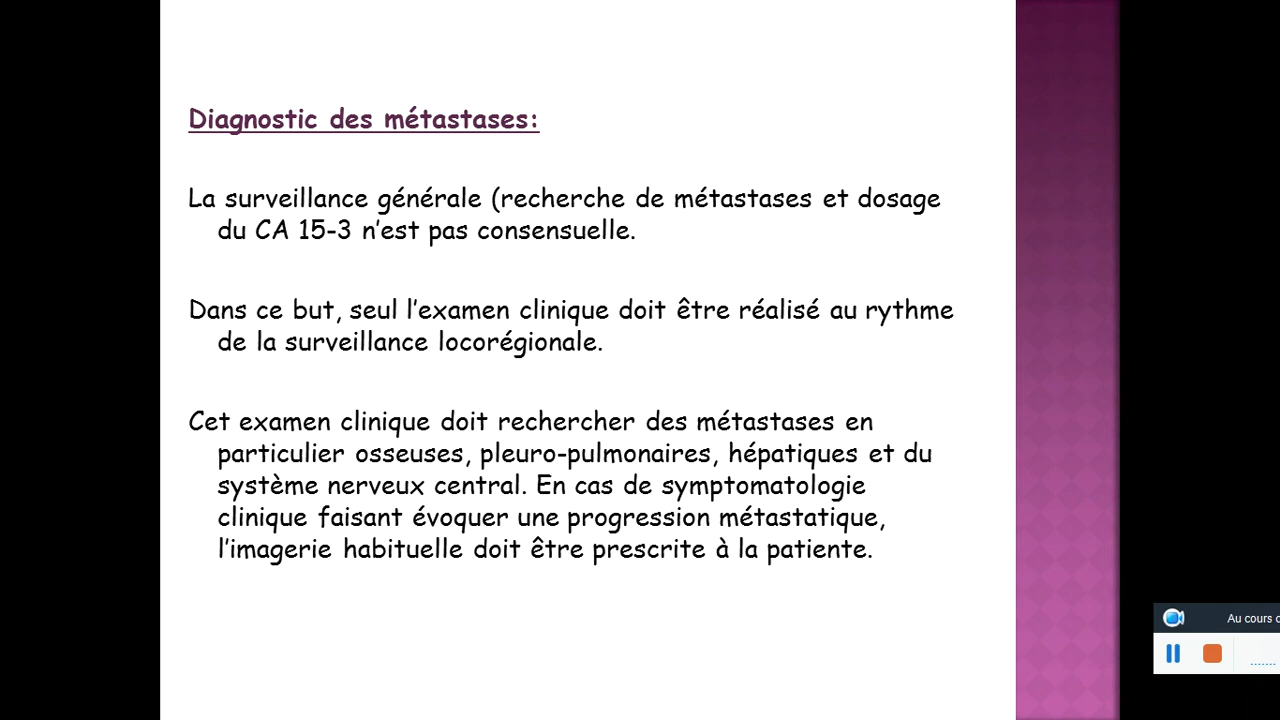 Diagnostic des métastases:
La surveillance générale (recherche de métastases et dosage
du CA 15-3 n'est pas consensuelle.
Dans ce but, seul l'examen clinique doit être réalisé au rythme
de la surveillance locorégionale.
Cet examen clinique doit rechercher des métastases en
particulier osseuses, pleuro-pulmonaires, hépatiques et du
système nerveux central. En cas de symptomatologie
clinique faisant évoquer une progression métastatique,
l'imagerie habituelle doit être prescrite à la patiente.
Au cours